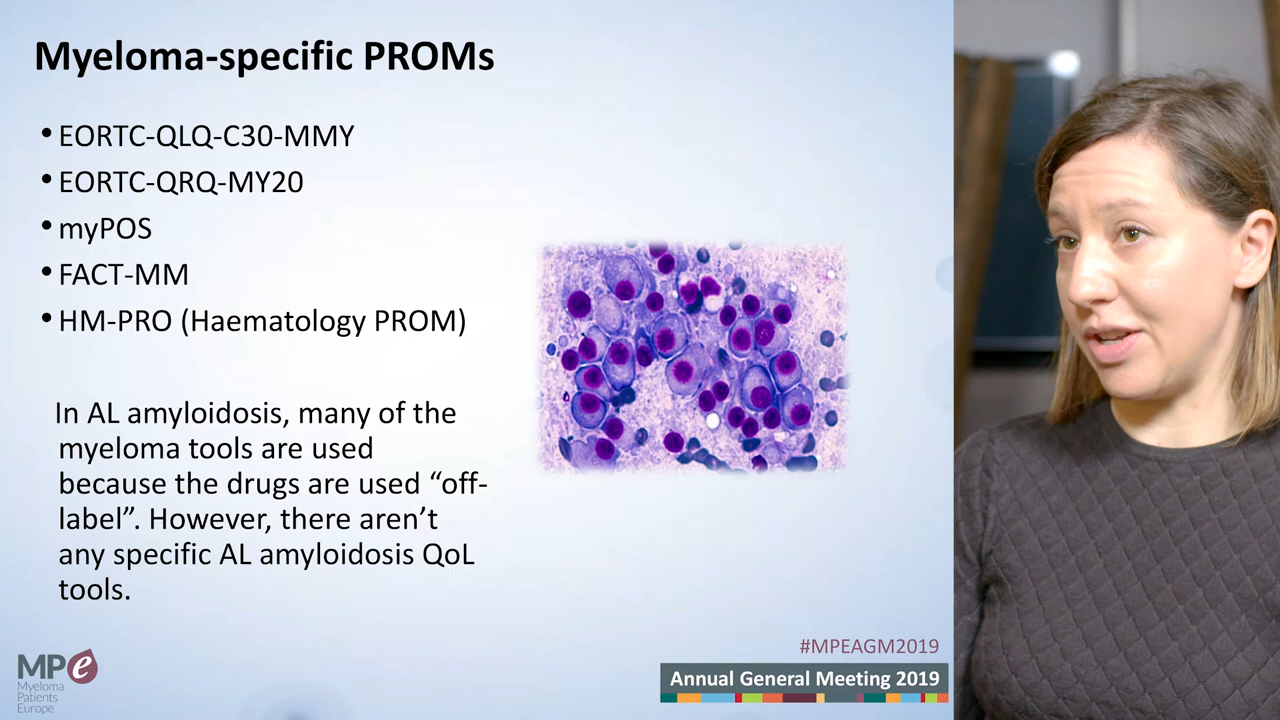 Myeloma-specific PROMs
• EORTC-QLQ-C30-MMY
• EORTC-QRQ-MY20
• myPOS
• FACT-MM
• HM-PRO (Haematology PROM)
In AL amyloidosis, many of the
myeloma tools are used
because the drugs are used “off-
label”. However, there aren’t
any specific AL amyloidosis QoL
tools.
#MPEAGM2019
Annual General Meeting 2019
MPe
Myeloma
Patients
Europe